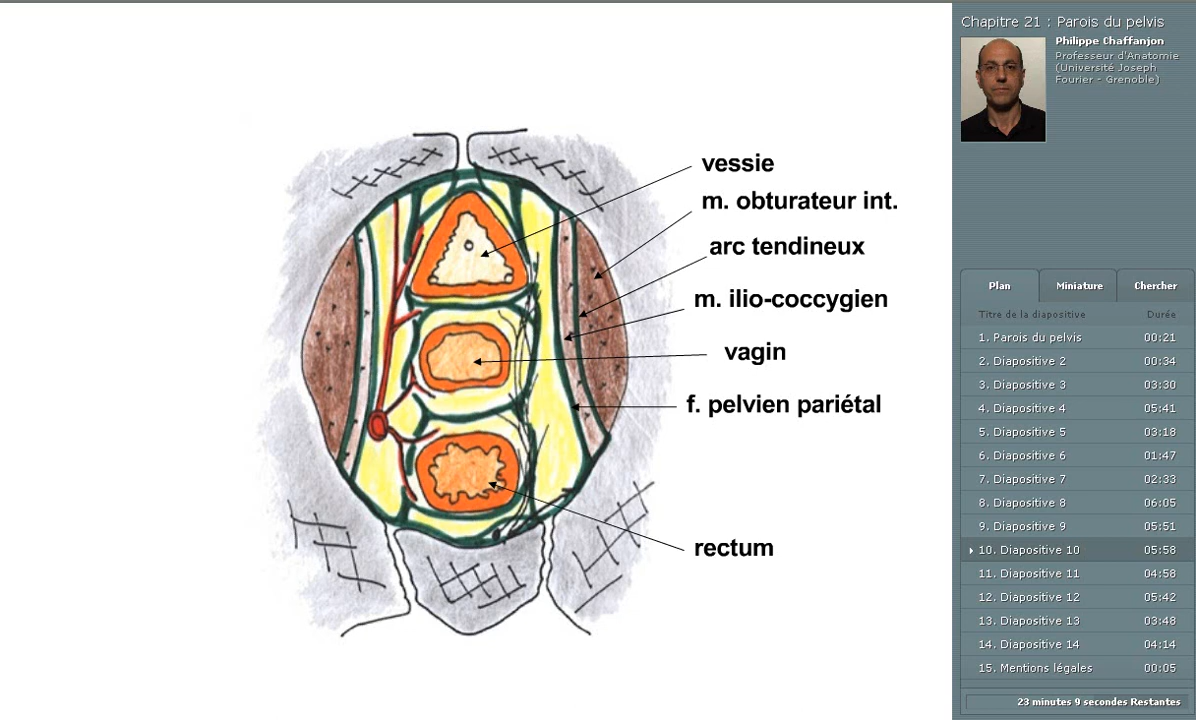 vessie
m. obturateur int.
arc tendineux
m. ilio-coccygien
vagin
f. pelvien pariétal
rectum
Chapitre 21 : Parois du pelvis
Philippe Chaffanjon
Professeur d'Anatomie
(Université Joseph
Fourier - Grenoble)
Plan Miniature Chercher
Titre de la diapositive Durée
1. Parois du pelvis 00:21
2. Diapositive 2 00:34
3. Diapositive 3 03:30
4. Diapositive 4 05:41
5. Diapositive 5 03:18
6. Diapositive 6 01:47
7. Diapositive 7 02:33
8. Diapositive 8 06:05
9. Diapositive 9 05:51
10. Diapositive 10 05:58
11. Diapositive 11 04:58
12. Diapositive 12 05:42
13. Diapositive 13 03:48
14. Diapositive 14 04:14
15. Mentions légales 00:05
23 minutes 9 secondes Restantes